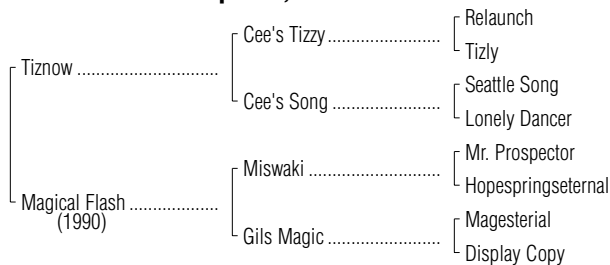 Relaunch
Cee's Tizzy
Tizly
Tiznow
Seattle Song
Cee's Song
Lonely Dancer
Mr. Prospector
Miswaki
Hopespringseternal
Magical Flash
(1990)
Magesterial
Gils Magic
Display Copy